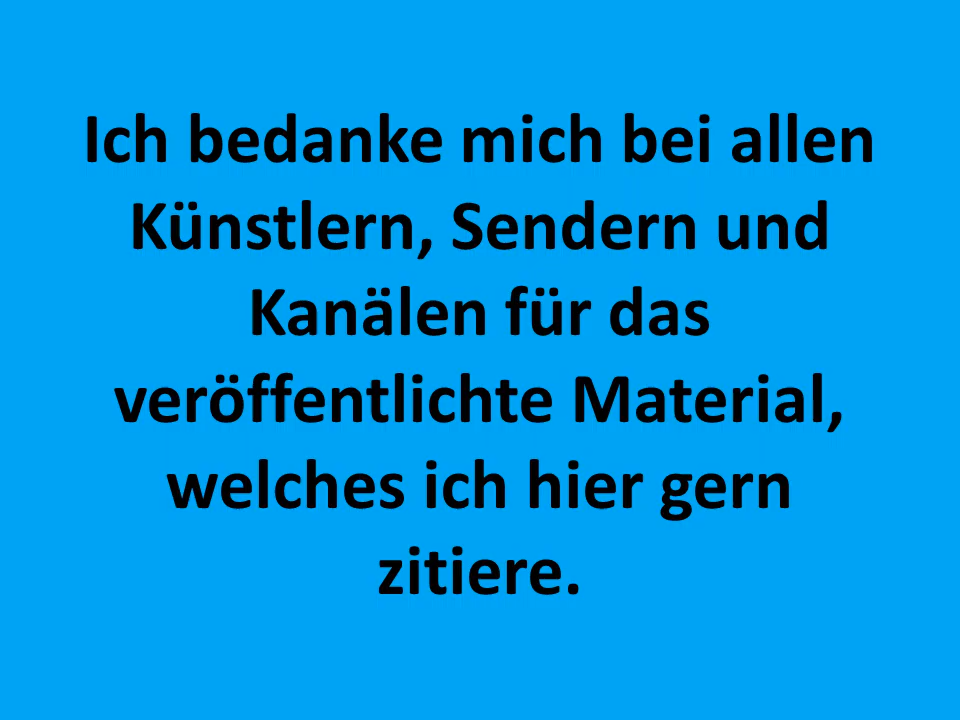 Ich bedanke mich bei allen
Künstlern, Sendern und
Kanälen für das
veröffentlichte Material,
welches ich hier gern
zitiere.